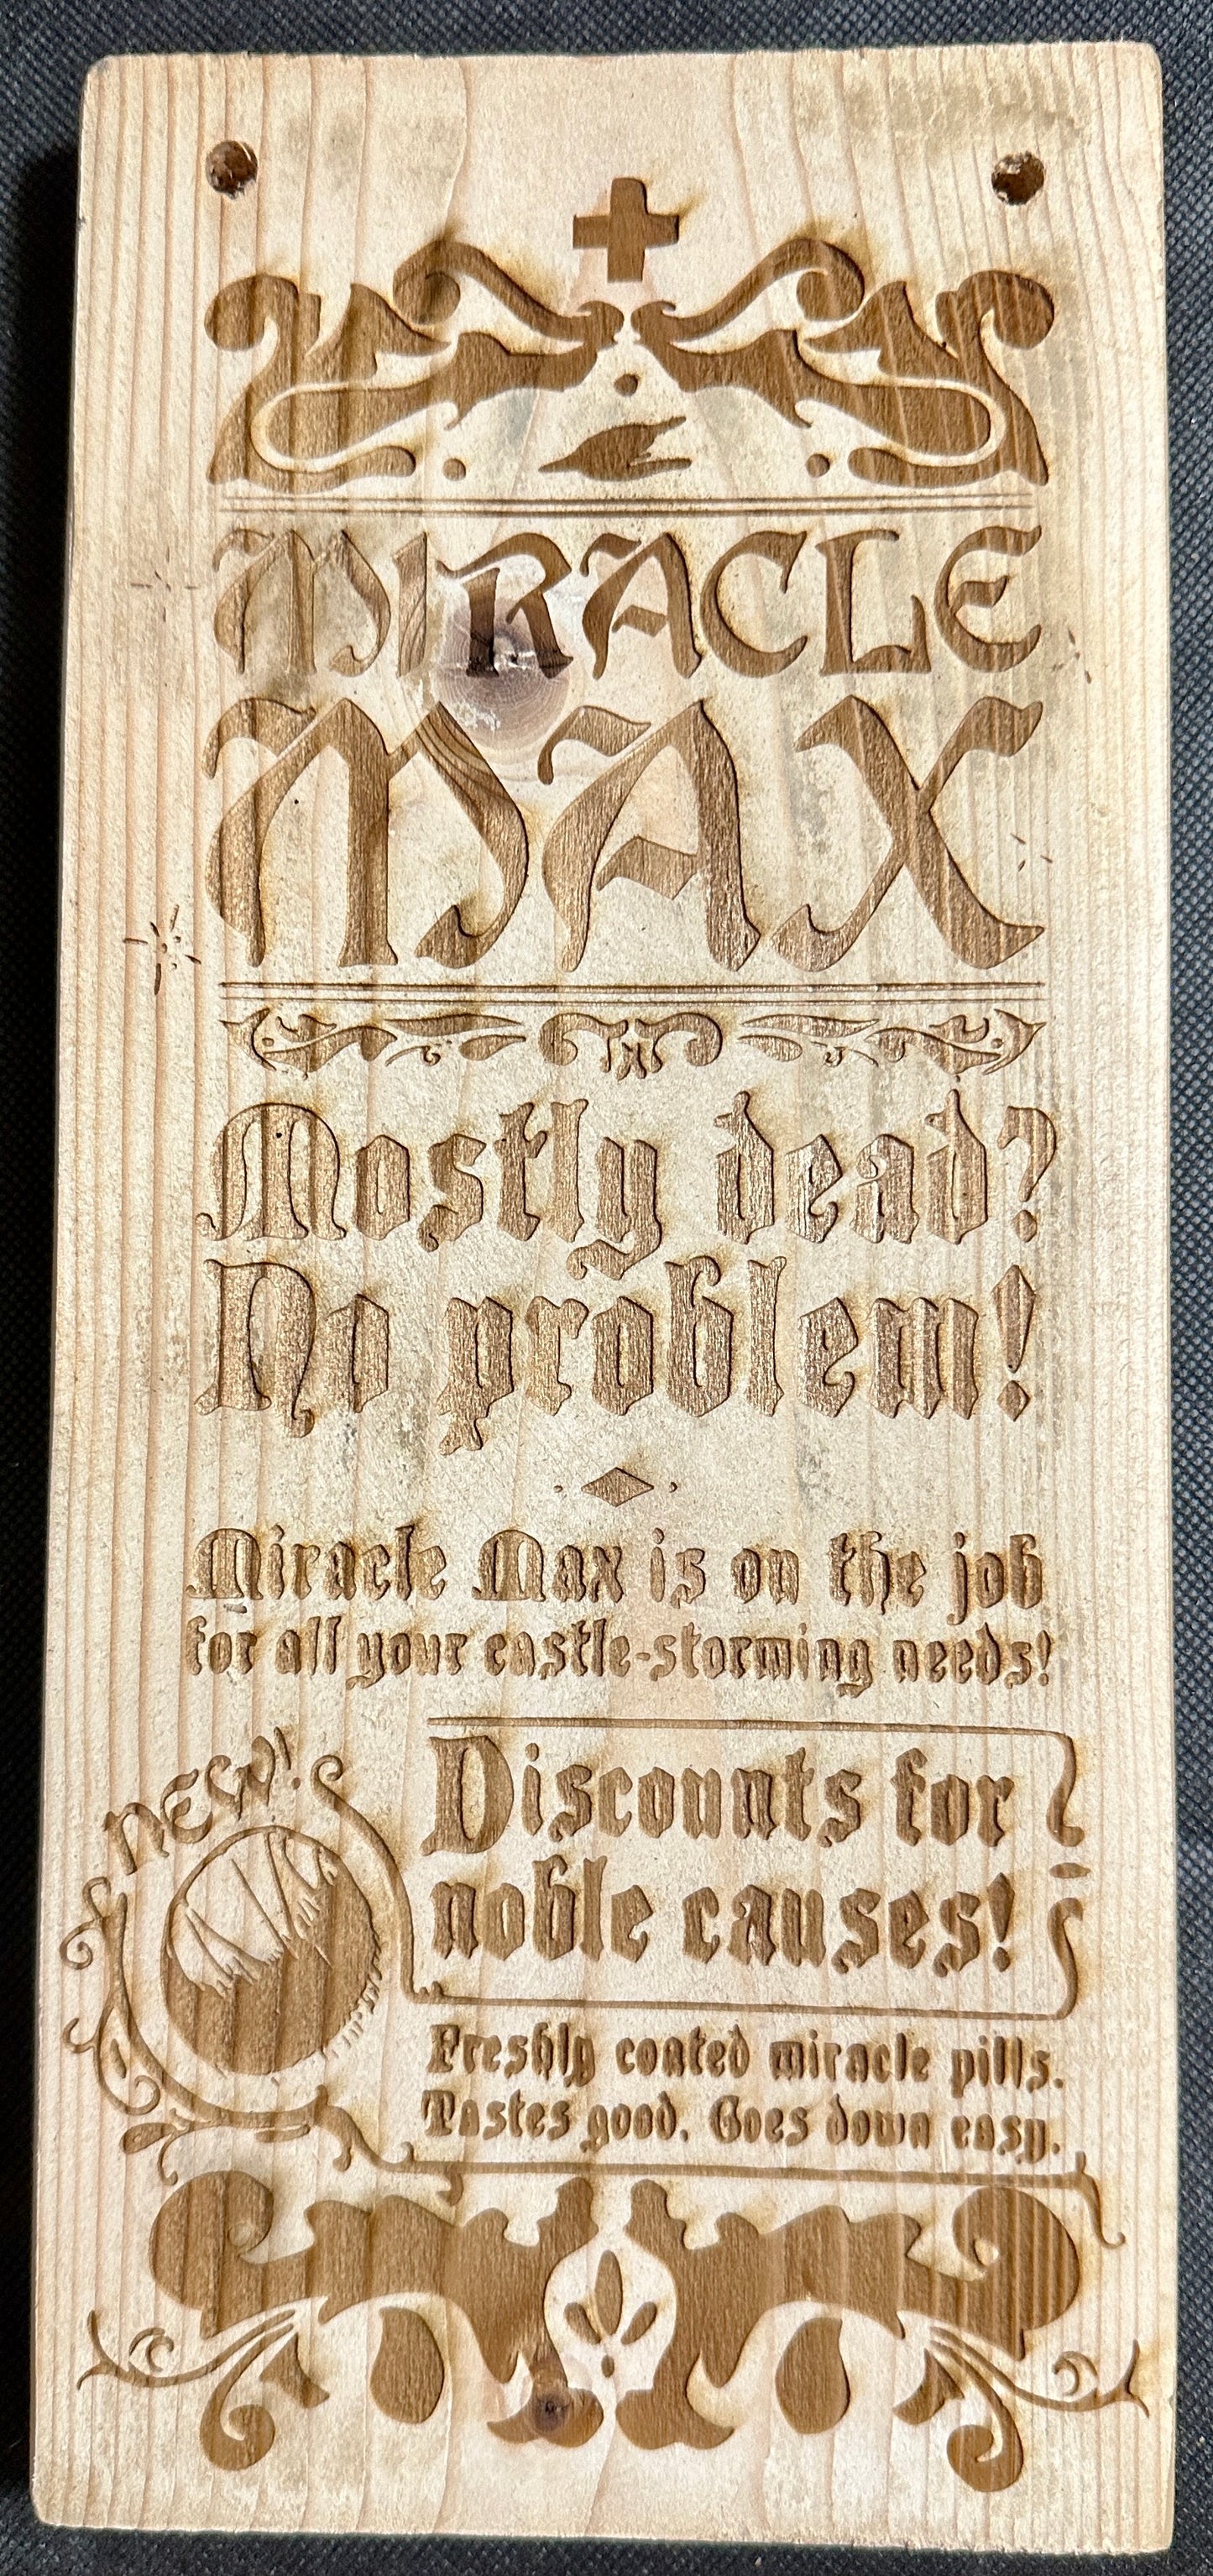 MIRACLE
MAX
Mostly dead?
No problem!
Miracle Max is on the job
for all your castle-storming needs!
NEW!
Discounts for
noble causes!
Freshly coated miracle pills.
Tastes good. Goes down easy.